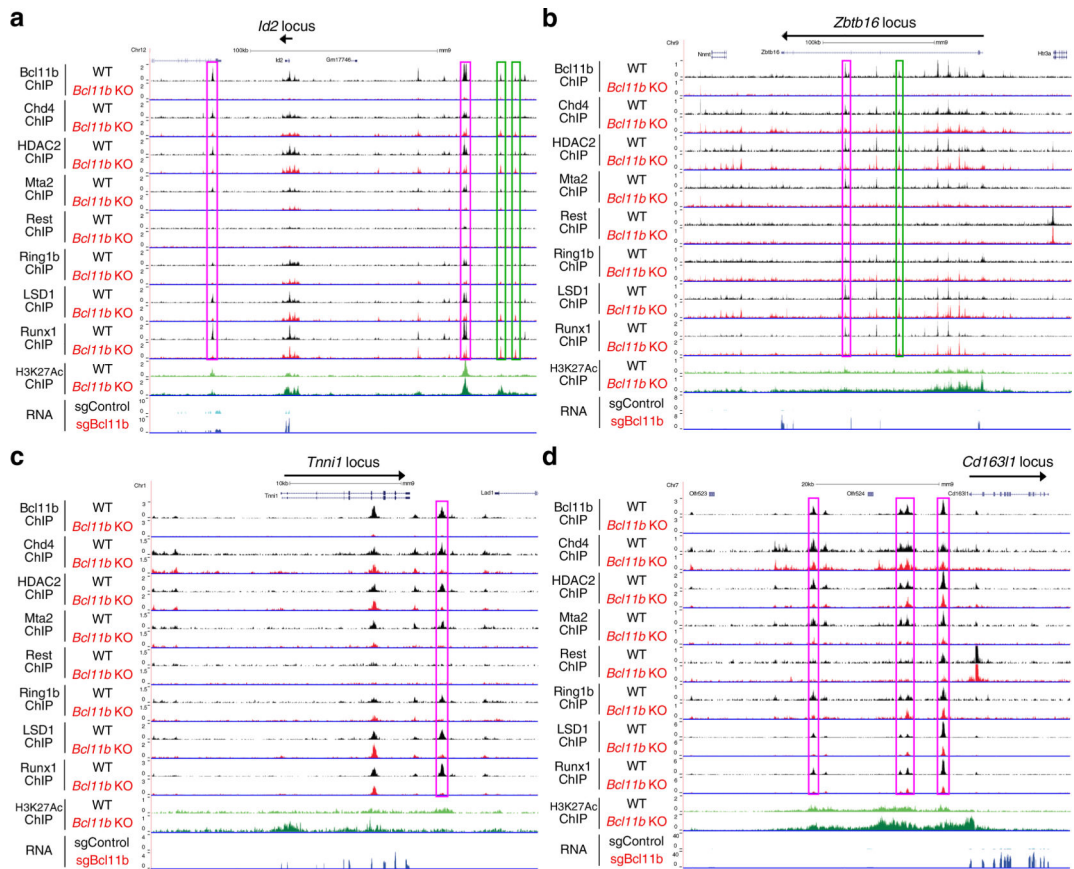 a
Id2 locus
Chr12
100kb
mm9
Id2
Gm17746
Bcl11b ChIP
WT
Bcl11b KO
Chd4 ChIP
WT
Bcl11b KO
HDAC2 ChIP
WT
Bcl11b KO
Mta2 ChIP
WT
Bcl11b KO
Rest ChIP
WT
Bcl11b KO
Ring1b ChIP
WT
Bcl11b KO
LSD1 ChIP
WT
Bcl11b KO
Runx1 ChIP
WT
Bcl11b KO
H3K27Ac ChIP
WT
Bcl11b KO
RNA
sgControl
sgBcl11b
b
Zbtb16 locus
Chr9
100kb
mm9
Nnmt
Zbtb16
Htr3a
Bcl11b ChIP
WT
Bcl11b KO
Chd4 ChIP
WT
Bcl11b KO
HDAC2 ChIP
WT
Bcl11b KO
Mta2 ChIP
WT
Bcl11b KO
Rest ChIP
WT
Bcl11b KO
Ring1b ChIP
WT
Bcl11b KO
LSD1 ChIP
WT
Bcl11b KO
Runx1 ChIP
WT
Bcl11b KO
H3K27Ac ChIP
WT
Bcl11b KO
RNA
sgControl
sgBcl11b
c
Tnni1 locus
Chr1
10kb
mm9
Tnni1
Lad1
Bcl11b ChIP
WT
Bcl11b KO
Chd4 ChIP
WT
Bcl11b KO
HDAC2 ChIP
WT
Bcl11b KO
Mta2 ChIP
WT
Bcl11b KO
Rest ChIP
WT
Bcl11b KO
Ring1b ChIP
WT
Bcl11b KO
LSD1 ChIP
WT
Bcl11b KO
Runx1 ChIP
WT
Bcl11b KO
H3K27Ac ChIP
WT
Bcl11b KO
RNA
sgControl
sgBcl11b
d
Cd163l1 locus
Chr7
20kb
mm9
Olfr523
Olfr524
Cd163l1
Bcl11b ChIP
WT
Bcl11b KO
Chd4 ChIP
WT
Bcl11b KO
HDAC2 ChIP
WT
Bcl11b KO
Mta2 ChIP
WT
Bcl11b KO
Rest ChIP
WT
Bcl11b KO
Ring1b ChIP
WT
Bcl11b KO
LSD1 ChIP
WT
Bcl11b KO
Runx1 ChIP
WT
Bcl11b KO
H3K27Ac ChIP
WT
Bcl11b KO
RNA
sgControl
sgBcl11b